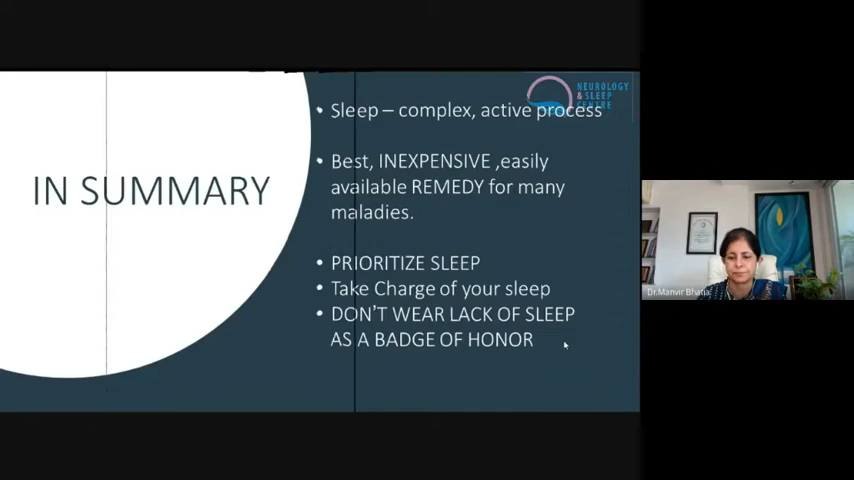 NEUROLOGY
& SLEEP
CENTRE
IN SUMMARY
• Sleep – complex, active process
• Best, INEXPENSIVE ,easily
available REMEDY for many
maladies.
• PRIORITIZE SLEEP
• Take Charge of your sleep
• DON'T WEAR LACK OF SLEEP
AS A BADGE OF HONOR
Dr.Manvir Bhatia